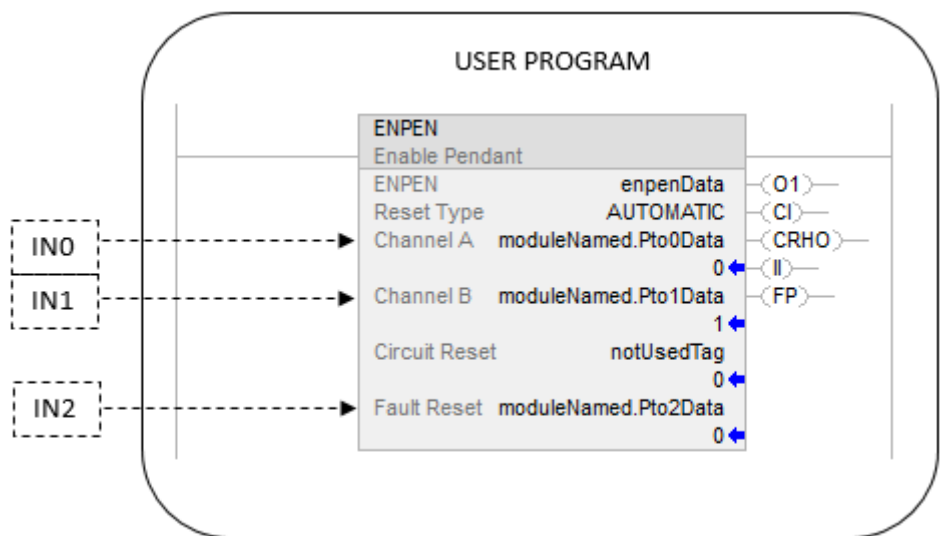 USER PROGRAM
ENPEN
Enable Pendant
ENPEN enpenData O1
Reset Type AUTOMATIC CI
IN0 Channel A moduleNamed.Pto0Data CRHO
0 II
IN1 Channel B moduleNamed.Pto1Data FP
1
Circuit Reset notUsedTag
0
IN2 Fault Reset moduleNamed.Pto2Data
0